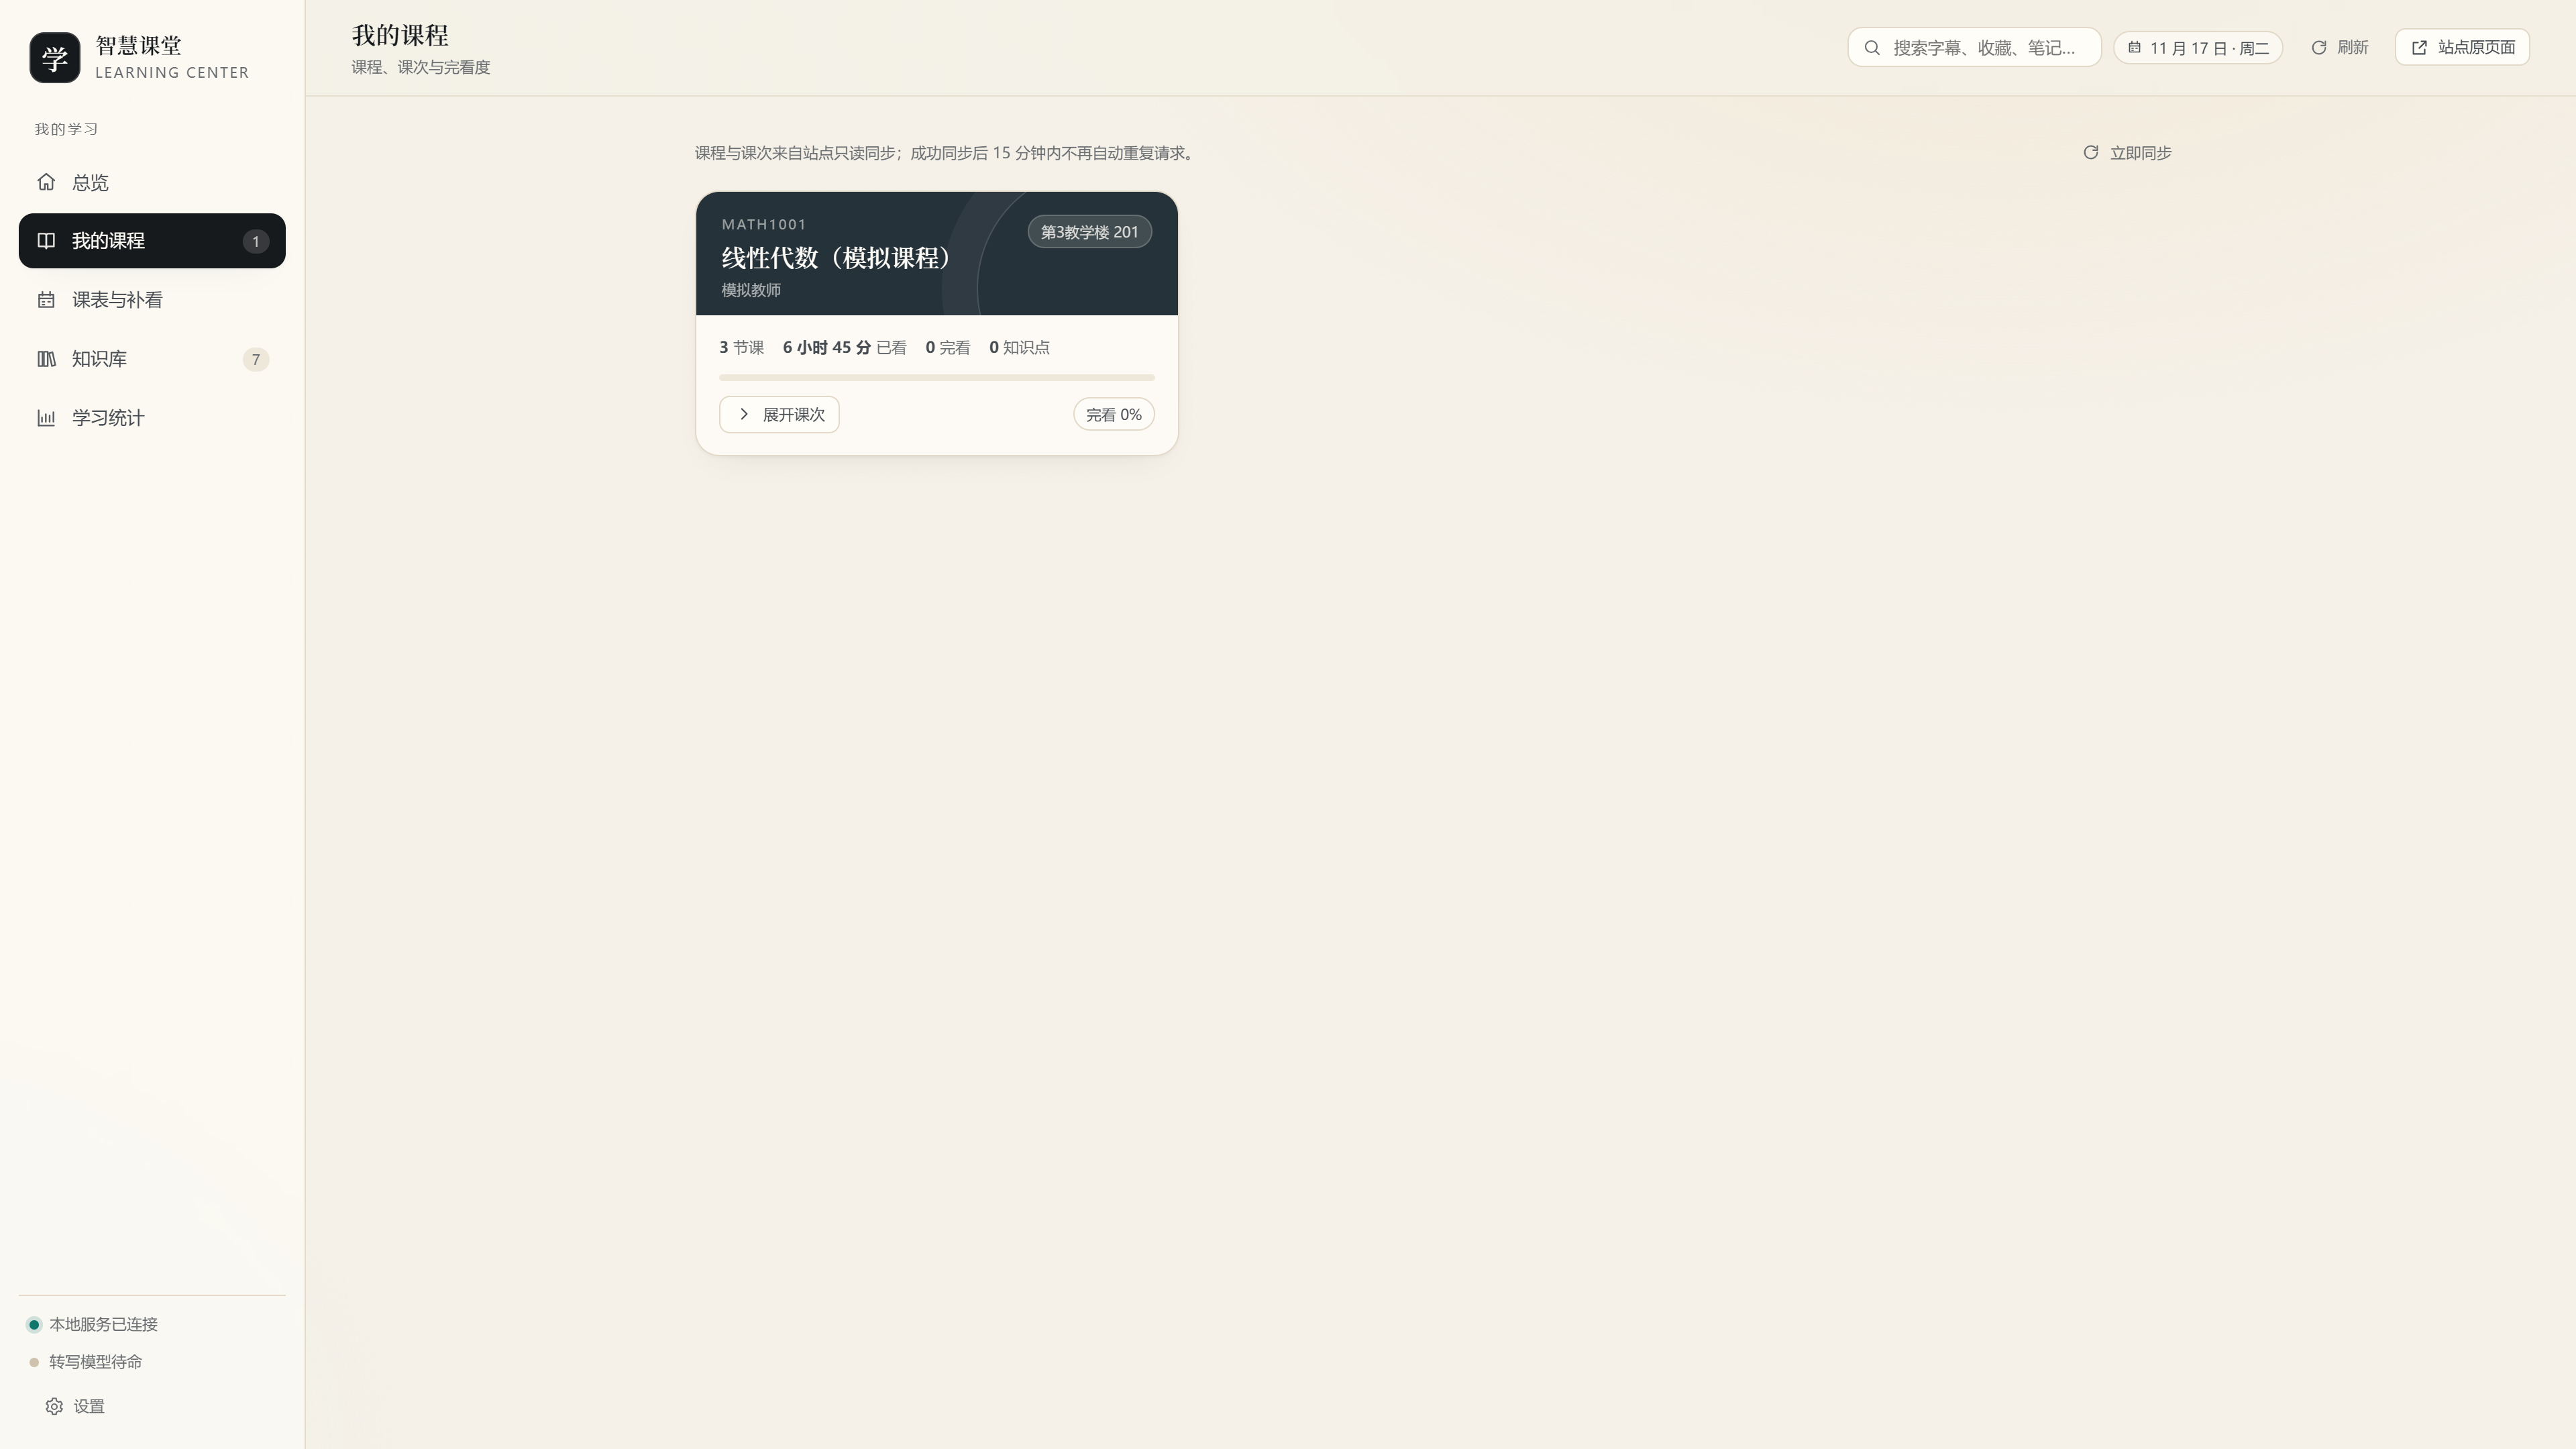 学
智慧课堂
LEARNING CENTER
我的学习
总览
我的课程 1
课表与补看
知识库 7
学习统计
本地服务已连接
转写模型待命
设置
我的课程
课程、课次与完看度
搜索字幕、收藏、笔记...
11 月 17 日 · 周二
刷新
站点原页面
课程与课次来自站点只读同步；成功同步后 15 分钟内不再自动重复请求。
立即同步
MATH1001
第3教学楼 201
线性代数（模拟课程）
模拟教师
3 节课 6 小时 45 分 已看 0 完看 0 知识点
展开课次
完看 0%